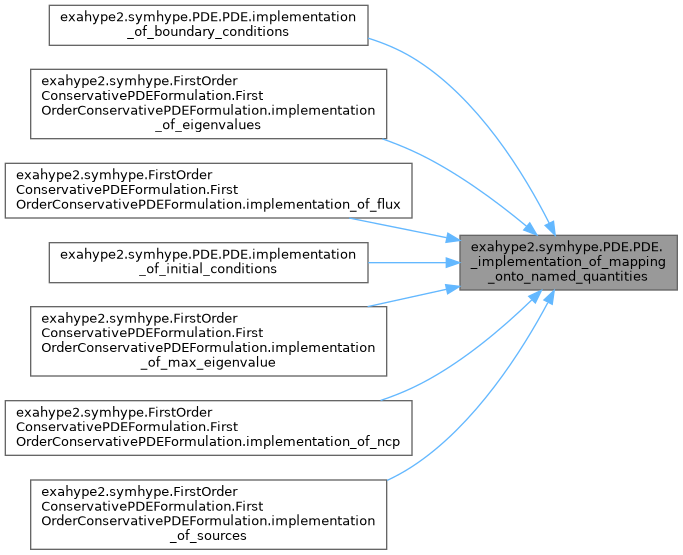 exahype2.symhype.PDE.PDE.implementation
_of_boundary_conditions
exahype2.symhype.FirstOrder
ConservativePDEFormulation.First
OrderConservativePDEFormulation.implementation
_of_eigenvalues
exahype2.symhype.FirstOrder
ConservativePDEFormulation.First
OrderConservativePDEFormulation.implementation_of_flux
exahype2.symhype.PDE.PDE.implementation
_of_initial_conditions
exahype2.symhype.FirstOrder
ConservativePDEFormulation.First
OrderConservativePDEFormulation.implementation
_of_max_eigenvalue
exahype2.symhype.FirstOrder
ConservativePDEFormulation.First
OrderConservativePDEFormulation.implementation_of_ncp
exahype2.symhype.FirstOrder
ConservativePDEFormulation.First
OrderConservativePDEFormulation.implementation
_of_sources
exahype2.symhype.PDE.PDE.
_implementation_of_mapping
_onto_named_quantities